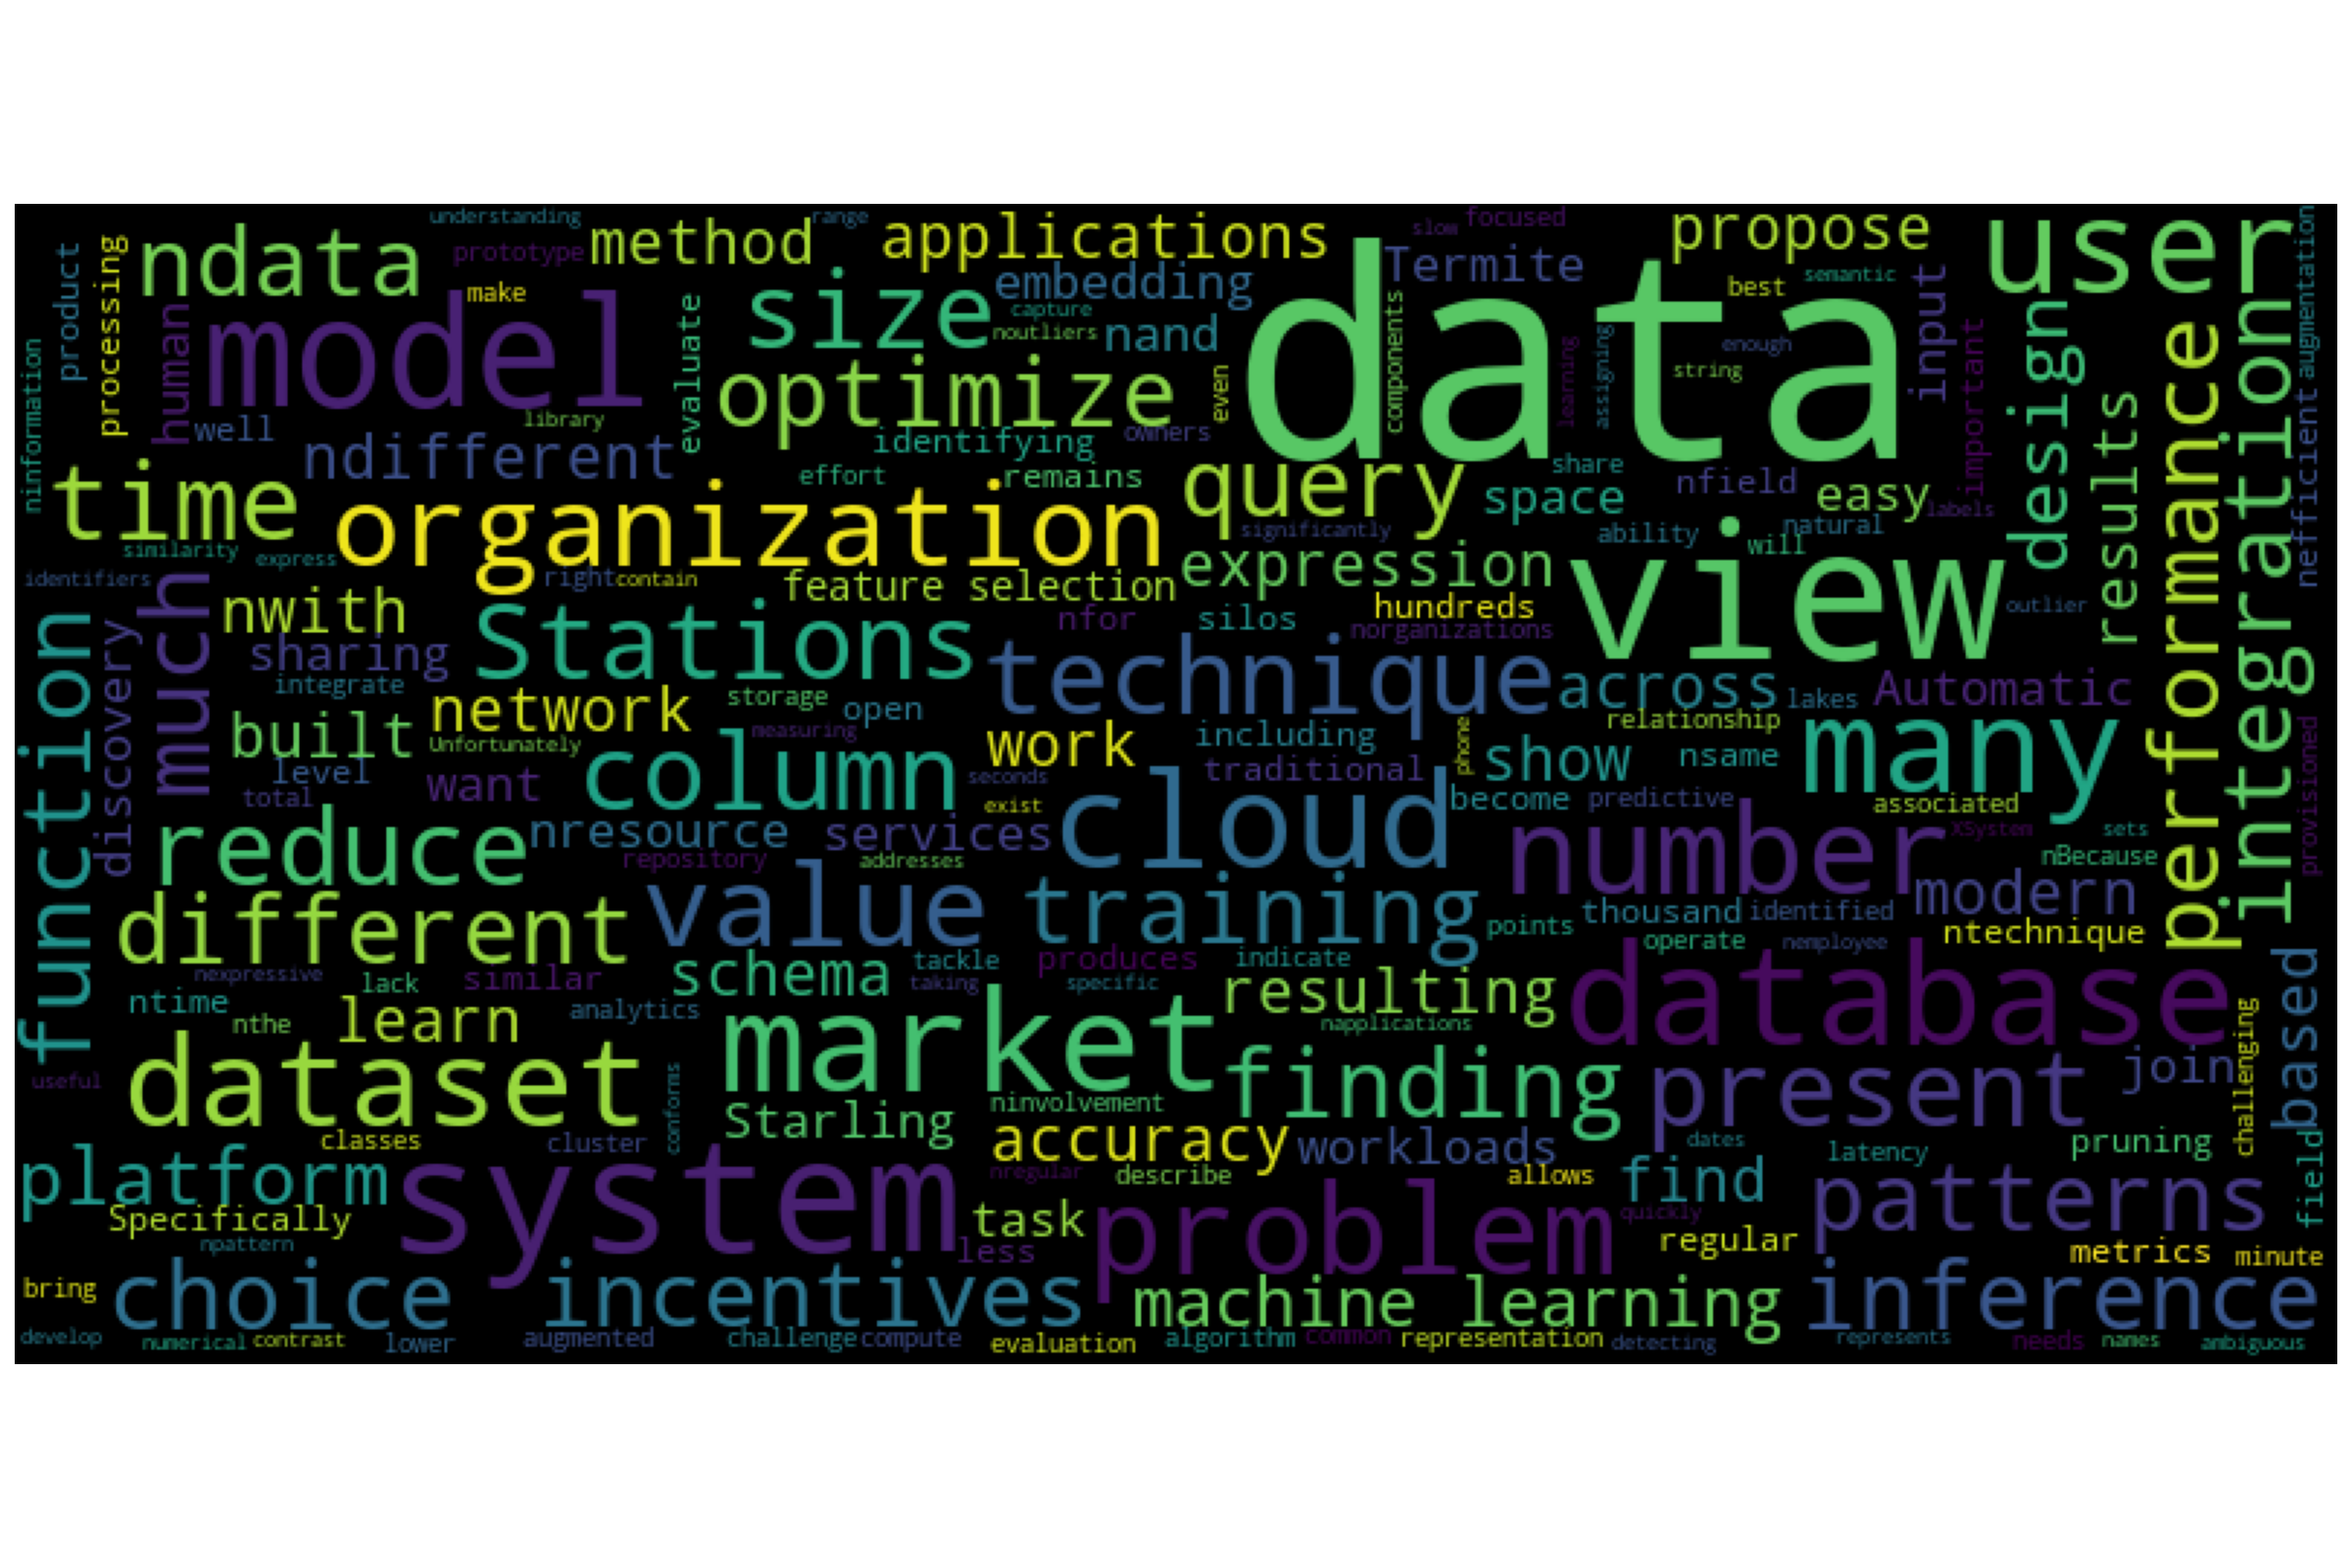 understanding
range
slow
focused
product
processing
ndata
prototype
method
applications
Termite
propose
user
augmentation
make
model
human
size
embedding
capture
noutliers
nand
data
components
best
semantic
input
enough
string
learning
assigning
important
design
integration
performance
ninformation
evaluate
optimize
even
library
well
ndifferent
identifying
owners
results
nefficient
time
effort
remains
query
share
space
nfield
easy
labels
organization
significantly
ability
natural
will
similarity
express
identifiers
right
contain
feature selection
expression
view
outlier
much
function
discovery
nwith
Stations
nfor
silos
hundreds
norganizations
sharing
integrate
technique
across
lakes
Automatic
network
storage
open
relationship
built
Unfortunately
measuring
work
including
phone
show
nsame
many
provisioned
level
want
column
seconds
traditional
total
exist
cloud
become
predictive
associated
reduce
nresource
services
number
XSystem
sets
repository
addresses
nBecause
value
training
modern
different
points
thousand
identified
ntechnique
operate
nemployee
nexpressive
lack
similar
schema
tackle
taking
produces
specific
indicate
database
based
ntime
nthe
learn
analytics
market
resulting
napplications
challenging
useful
dataset
conforms
finding
present
join
Starling
ninvolvement
classes
cluster
accuracy
workloads
dates
latency
pruning
field
platform
system
nregular
describe
allows
find
patterns
Specifically
task
problem
quickly
npattern
less
regular
metrics
minute
bring
choice
incentives
machine learning
inference
develop
numerical
contrast
lower
augmented
challenge
compute
evaluation
algorithm
common
representation
detecting
represents
needs
names
ambiguous